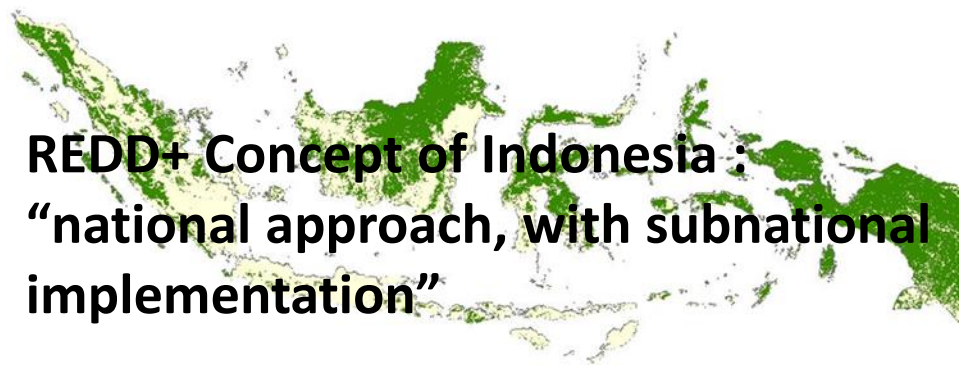 REDD+ Concept of Indonesia :
“national approach, with subnational
implementation”